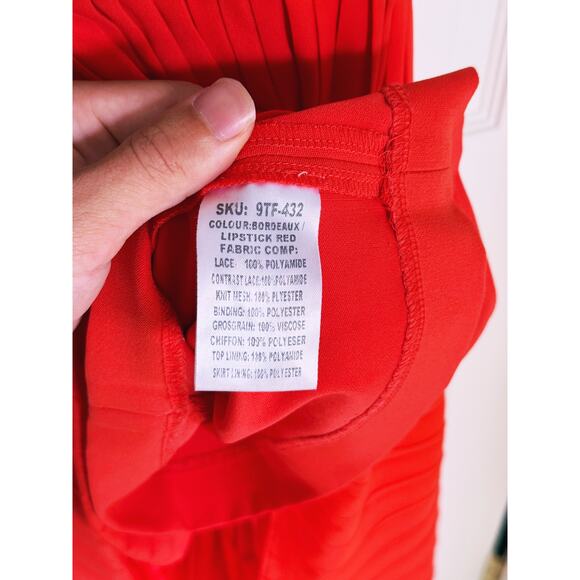 SKU: 9TF-432
COLOUR:BORDEAUX/
LIPSTICK RED
FABRIC COMP:
LACE: 100% POLYAMIDE
CONTRAST LACE:100%POLYAMIDE
KNIT MESH: 100% PLYESTER
BINDING: 100% POLYESTER
GROSGRAIN: 100% VISCOSE
CHIFFON: 100% POLYESER
TOP LINING: 100% POLYAMIDE
SKIRT LINING: 100% POLYESTER